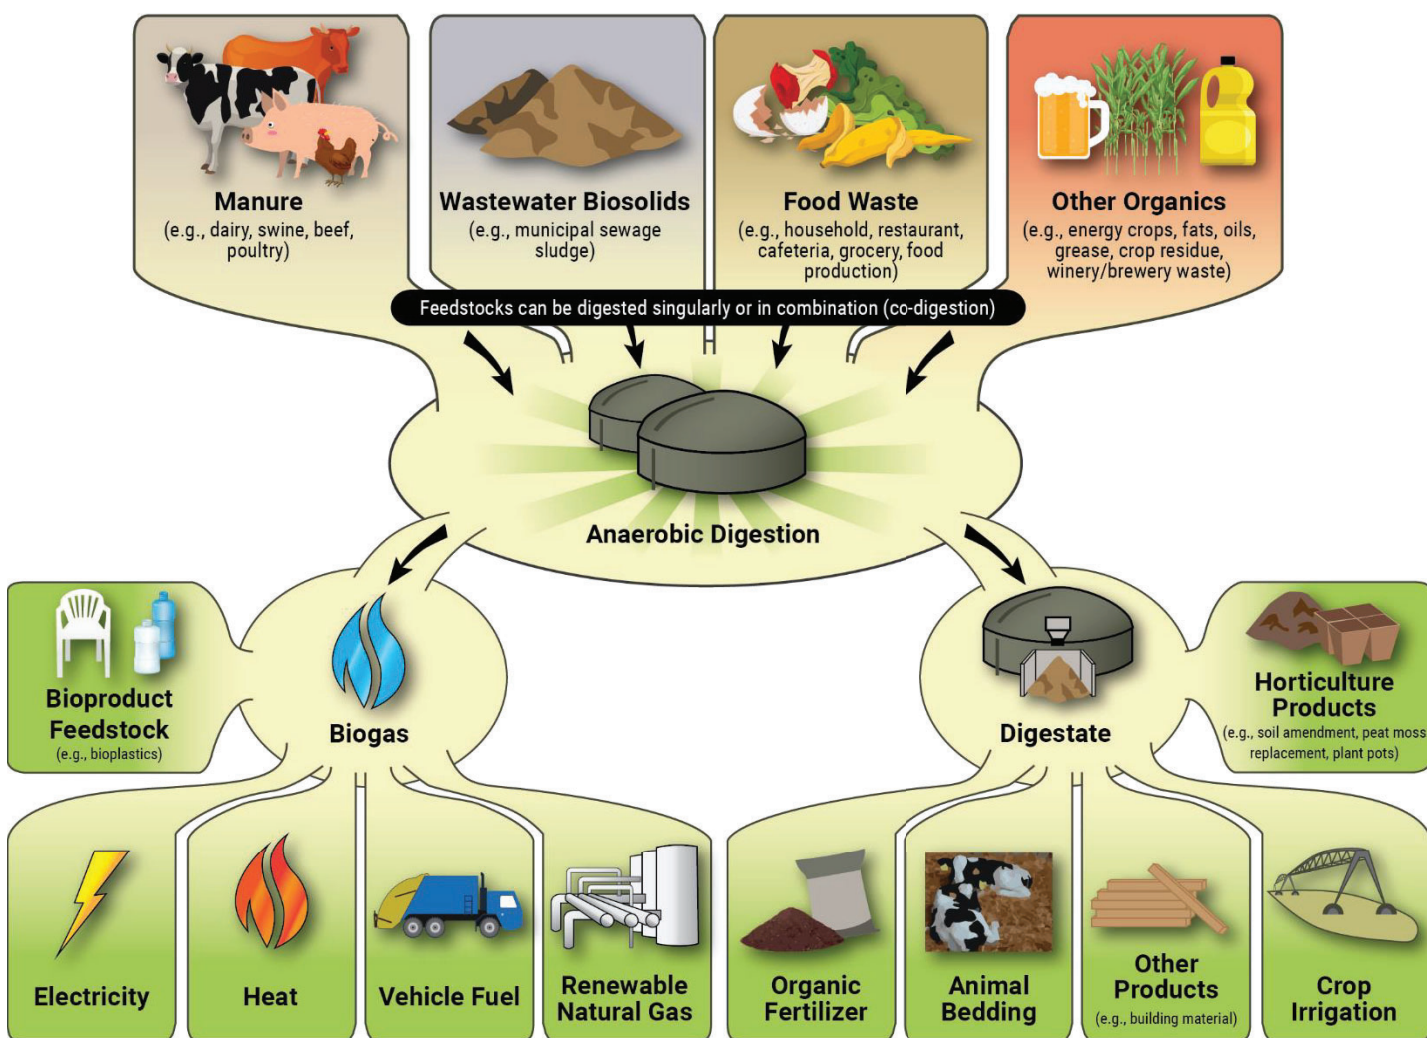 Manure
(e.g., dairy, swine, beef,
poultry)
Wastewater Biosolids
(e.g., municipal sewage
sludge)
Food Waste
(e.g., household, restaurant,
cafeteria, grocery, food
production)
Other Organics
(e.g., energy crops, fats, oils,
grease, crop residue,
winery/brewery waste)
Feedstocks can be digested singularly or in combination (co-digestion)
Anaerobic Digestion
Bioproduct
Feedstock
(e.g., bioplastics)
Biogas
Digestate
Horticulture
Products
(e.g., soil amendment, peat moss
replacement, plant pots)
Electricity
Heat
Vehicle Fuel
Renewable
Natural Gas
Organic
Fertilizer
Animal
Bedding
Other
Products
(e.g., building material)
Crop
Irrigation